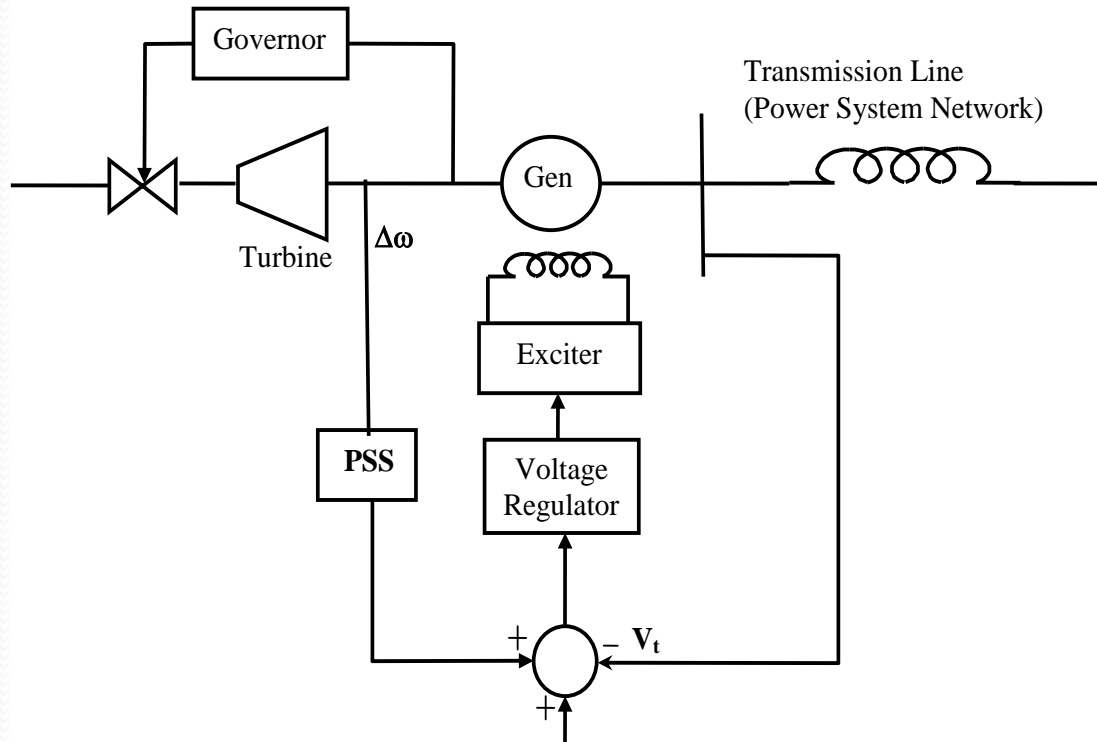 Governor
Transmission Line
(Power System Network)
Gen
Turbine
Δω
Exciter
PSS
Voltage
Regulator
+
− Vt
+